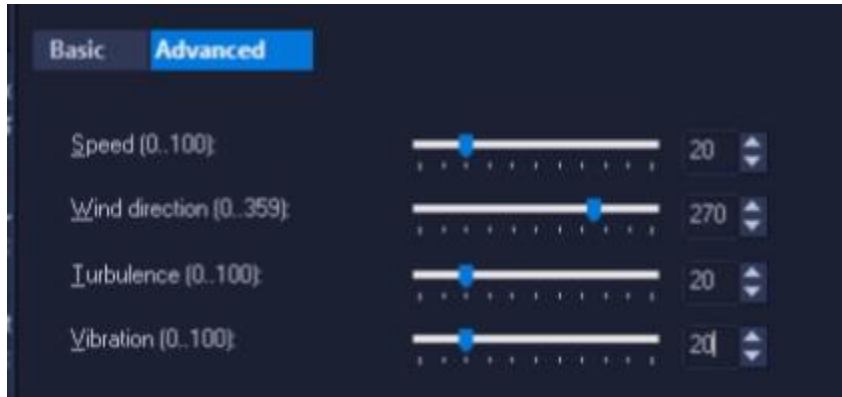 Basic Advanced
Speed (0..100): 20
Wind direction (0..359): 270
Turbulence (0..100): 20
Vibration (0..100): 20